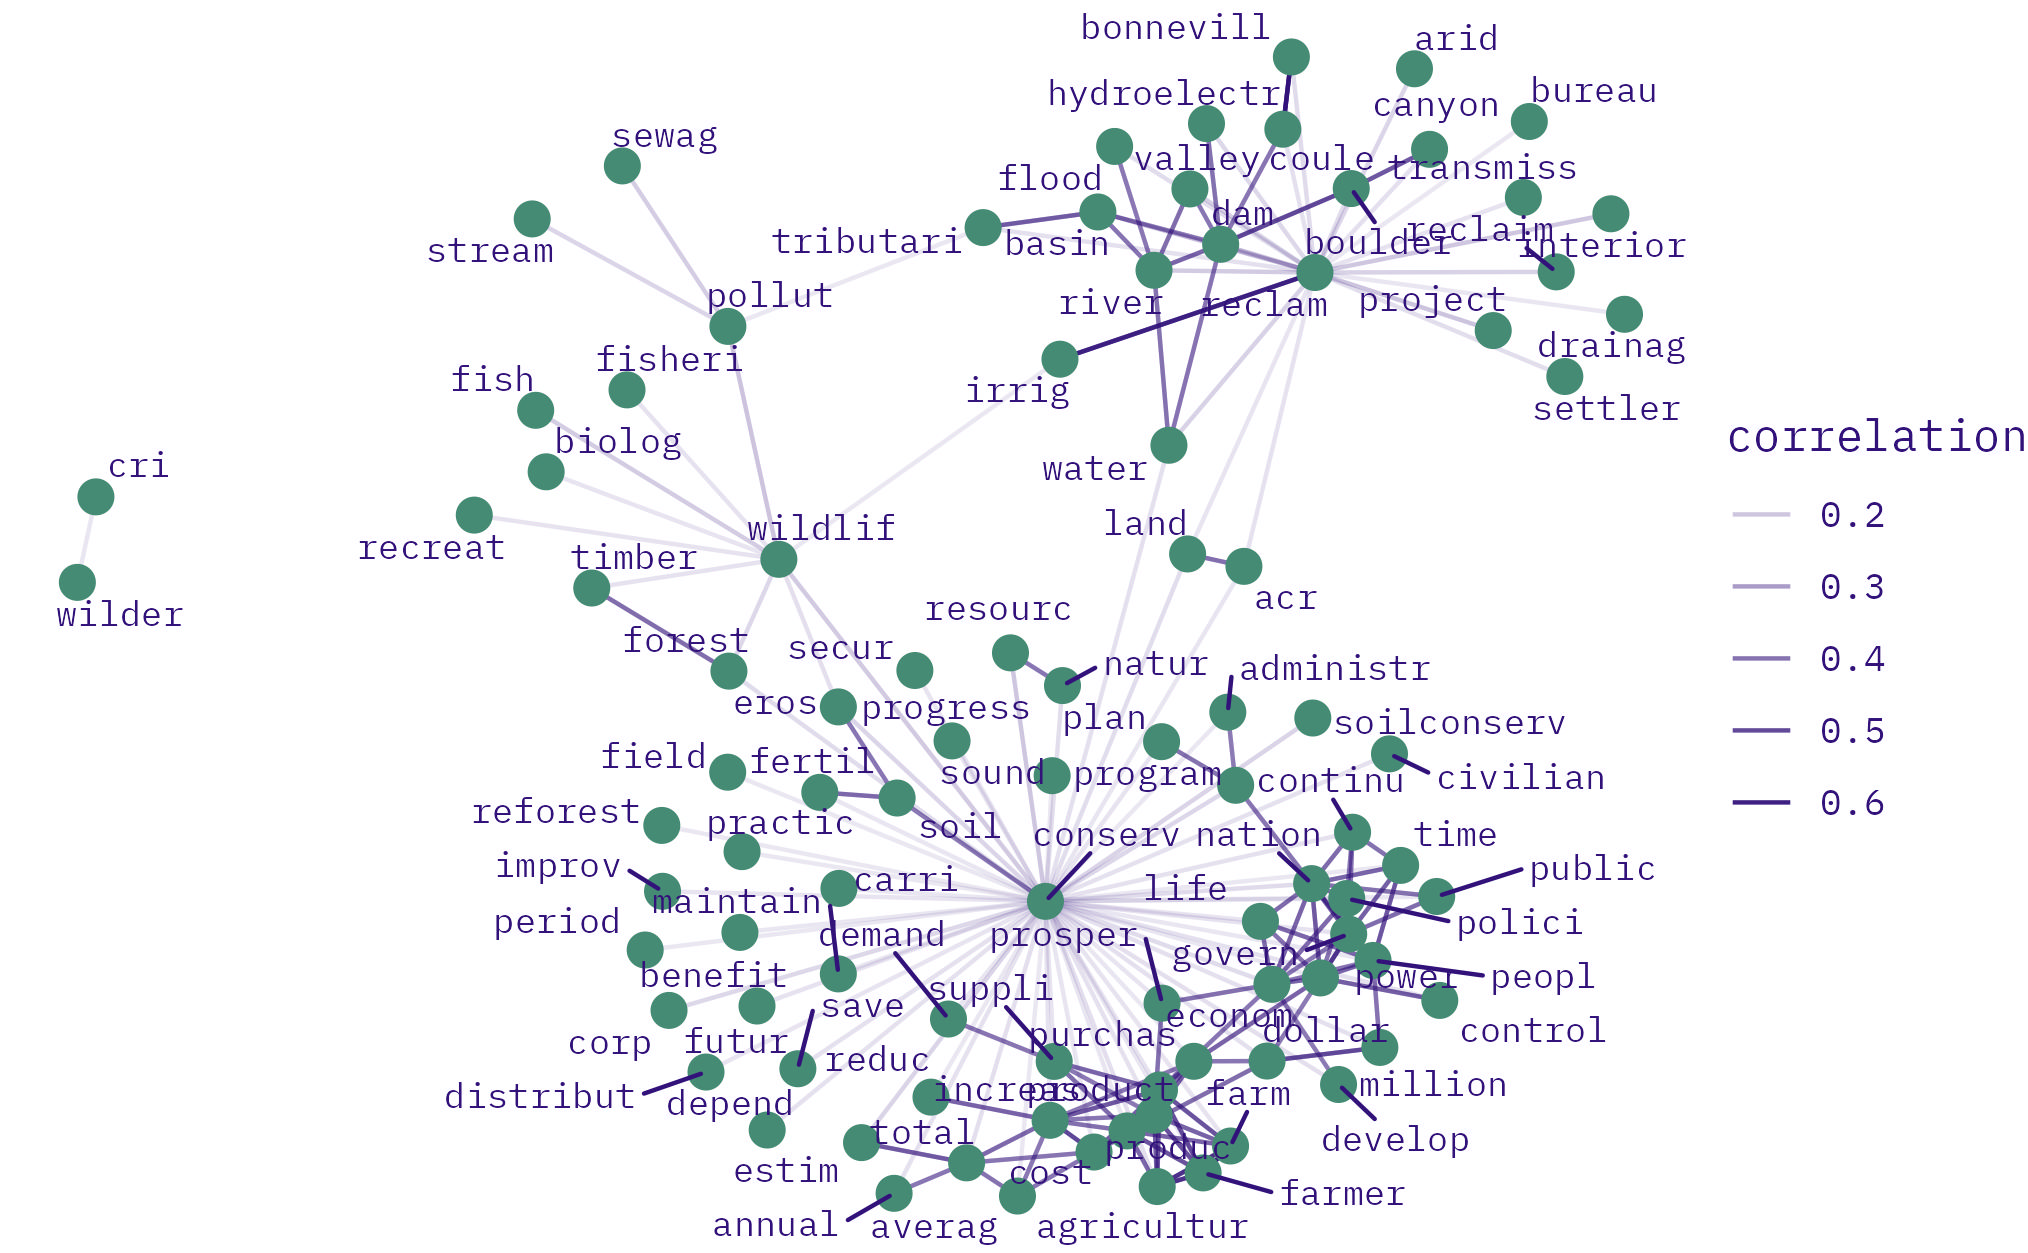 bonnevill
arid
hydroelectr
bureau
canyon
sewag
valley
coule
transmiss
flood
dam
reclaim
tributari
basin
boulder
interior
stream
pollut
river
reclam
project
fisheri
drainag
fish
irrig
settler
biolog
correlation
cri
water
0.2
wildlif
land
recreat
timber
0.3
acr
wilder
resourc
forest
secur
natur
administr
0.4
eros
progress
plan
soilconserv
0.5
field
fertil
sound
program
continu
civilian
0.6
reforest
practic
soil
conserv
nation
time
improv
carri
life
public
maintain
period
demand
prosper
govern
polici
benefit
suppli
power
peopl
save
econom
corp
futur
reduc
purchas
dollar
control
distribut
depend
increas
product
farm
million
total
produc
develop
estim
cost
farmer
annual
averag
agricultur